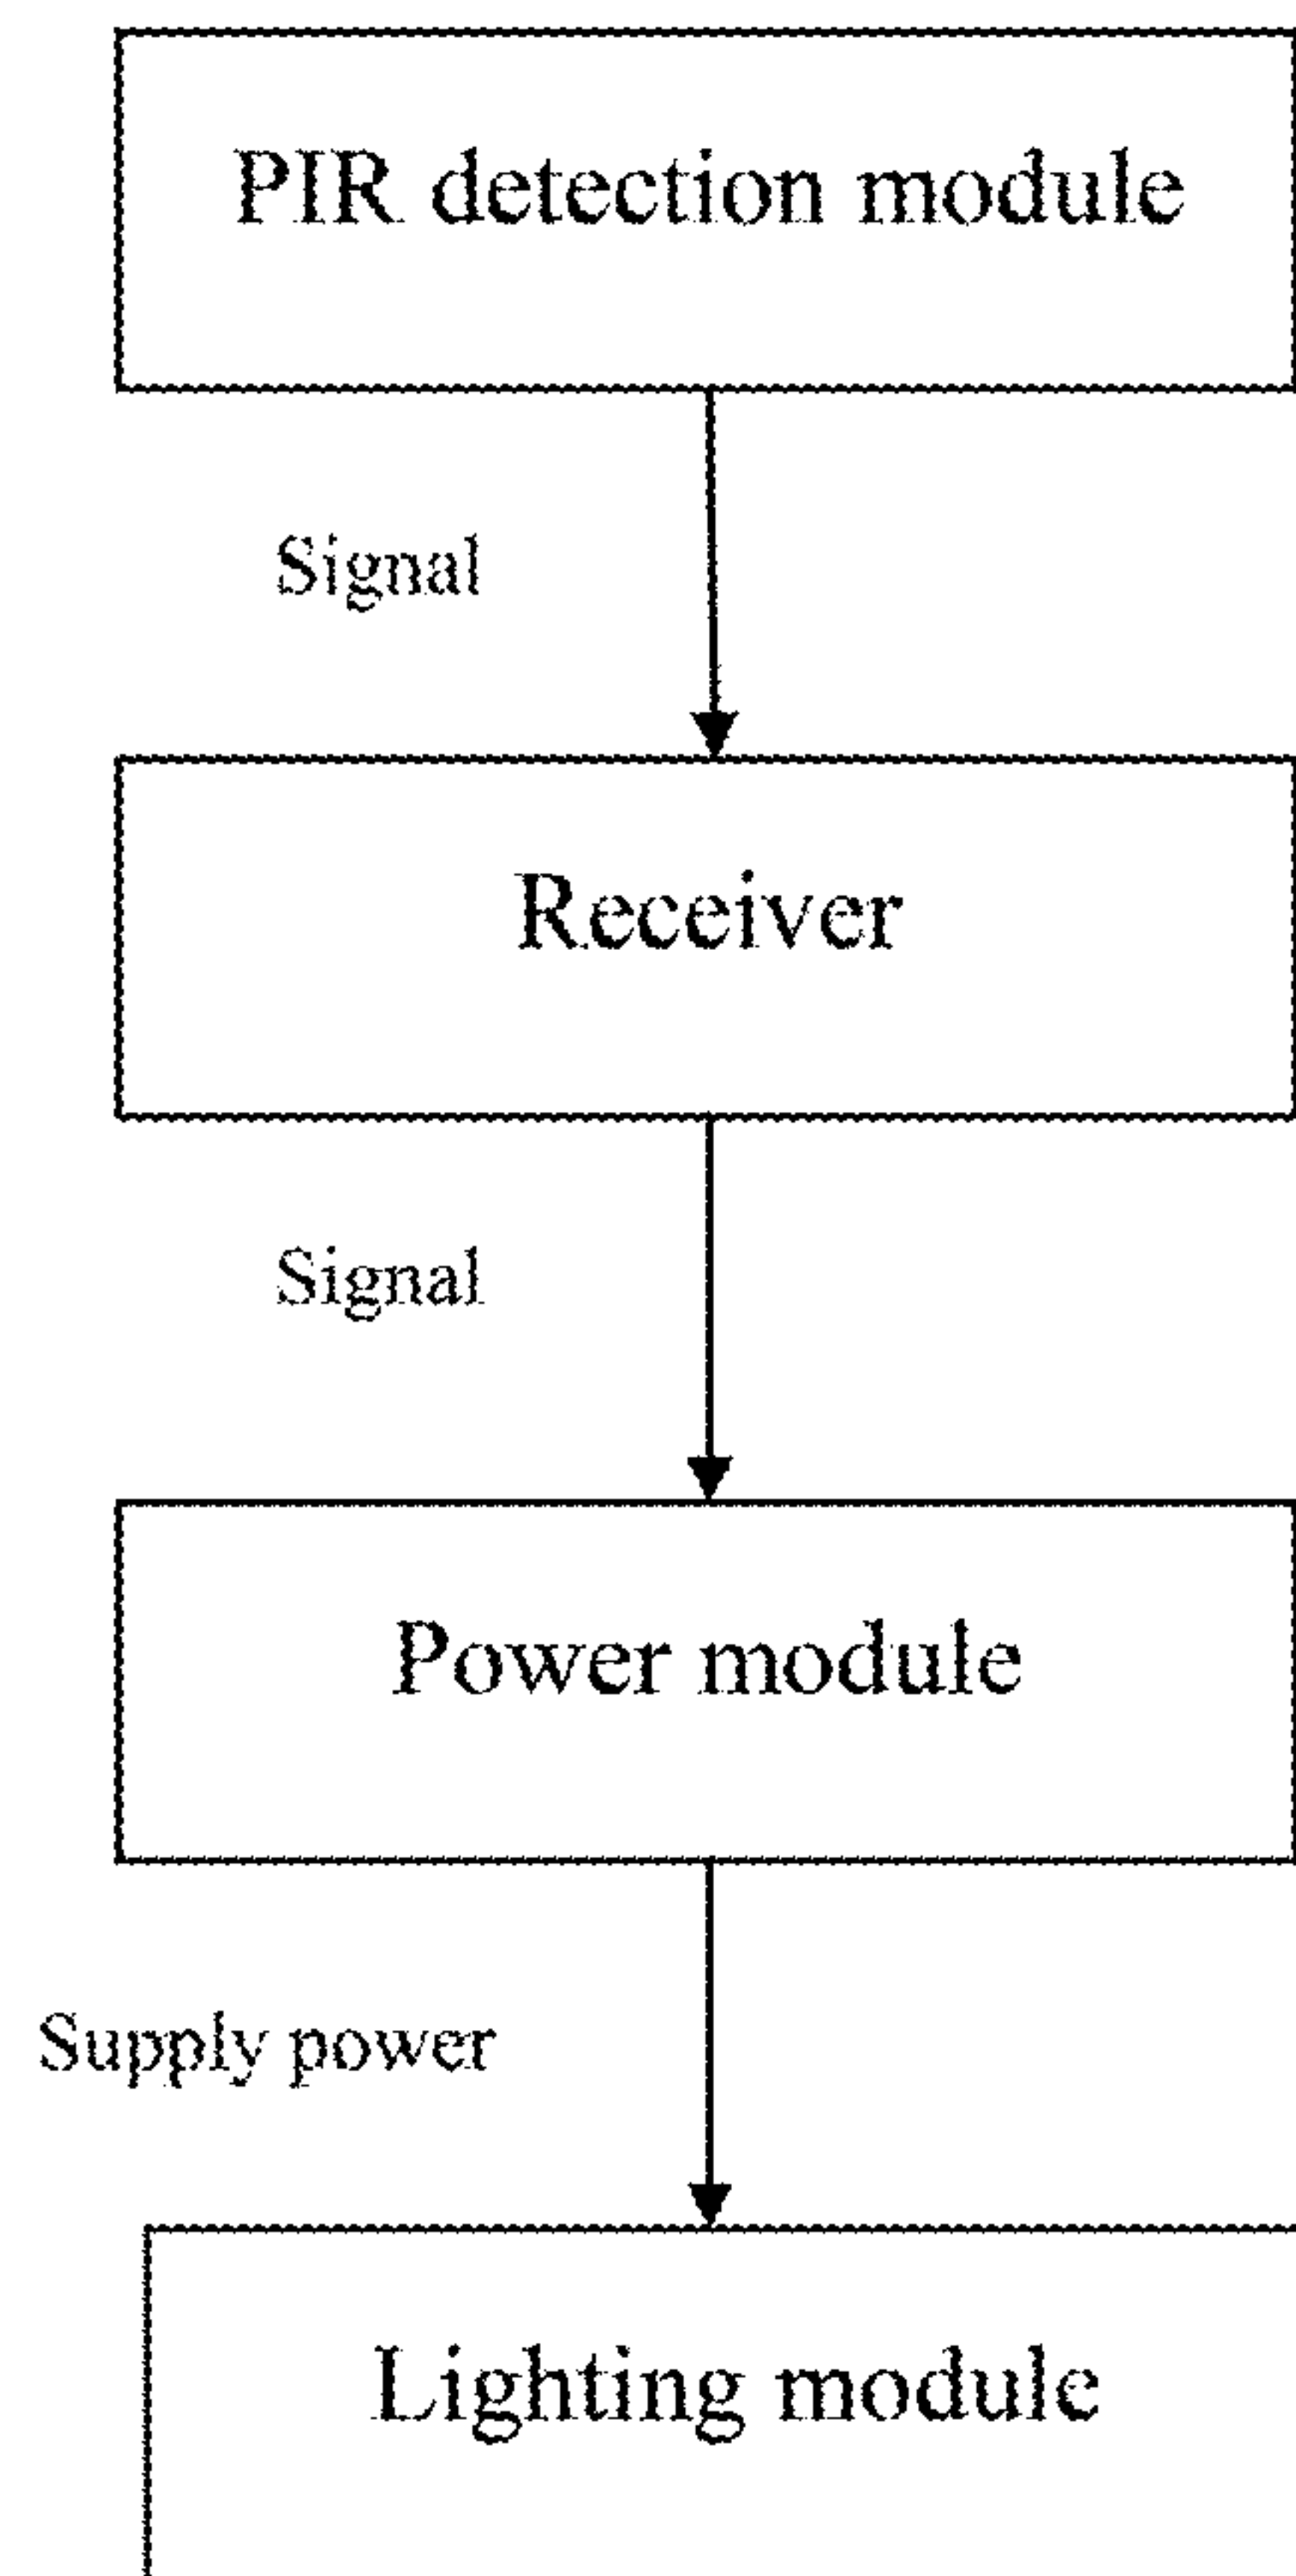 PIR detection module
Signal
Receiver
Signal
Power module
Supply power
Lighting module